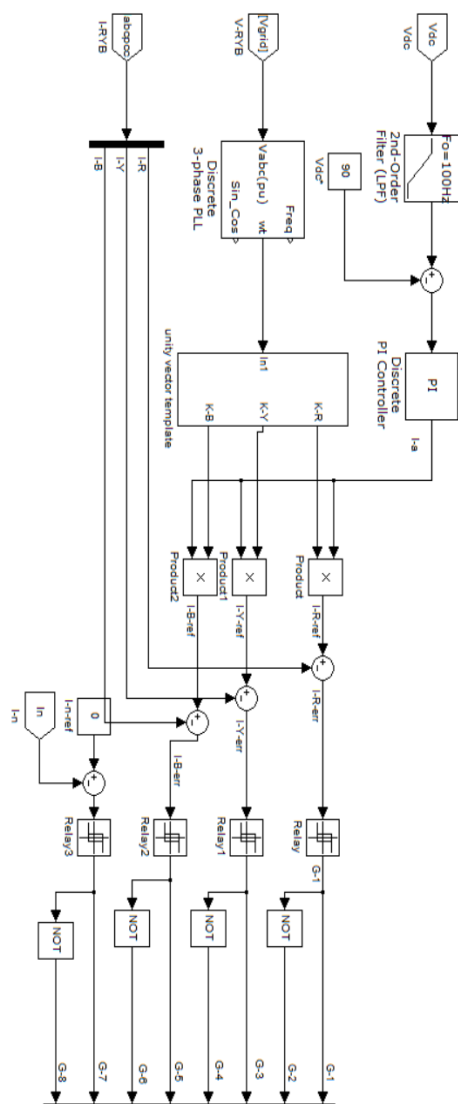 Vdc
Vdc
Fo=100Hz
2nd-Order
Filter (LPF)
90
Vdc*
PI
Discrete
PI Controller
I-a
[Vgrid]
V-RYB
Vabc(pu)
Freq
wt
Sin_Cos
Discrete
3-phase PLL
In1
K-R
K-Y
K-B
unity vector template
×
Product
I-R-ref
I-R-err
Relay
G-1
NOT
G-1
G-2
×
Product1
I-Y-ref
I-Y-err
Relay1
NOT
G-3
G-4
×
Product2
I-B-ref
I-B-err
Relay2
NOT
G-5
G-6
I-RYB
I-R
I-Y
I-B
0
I-n-ref
In
I-n
Relay3
NOT
G-7
G-8